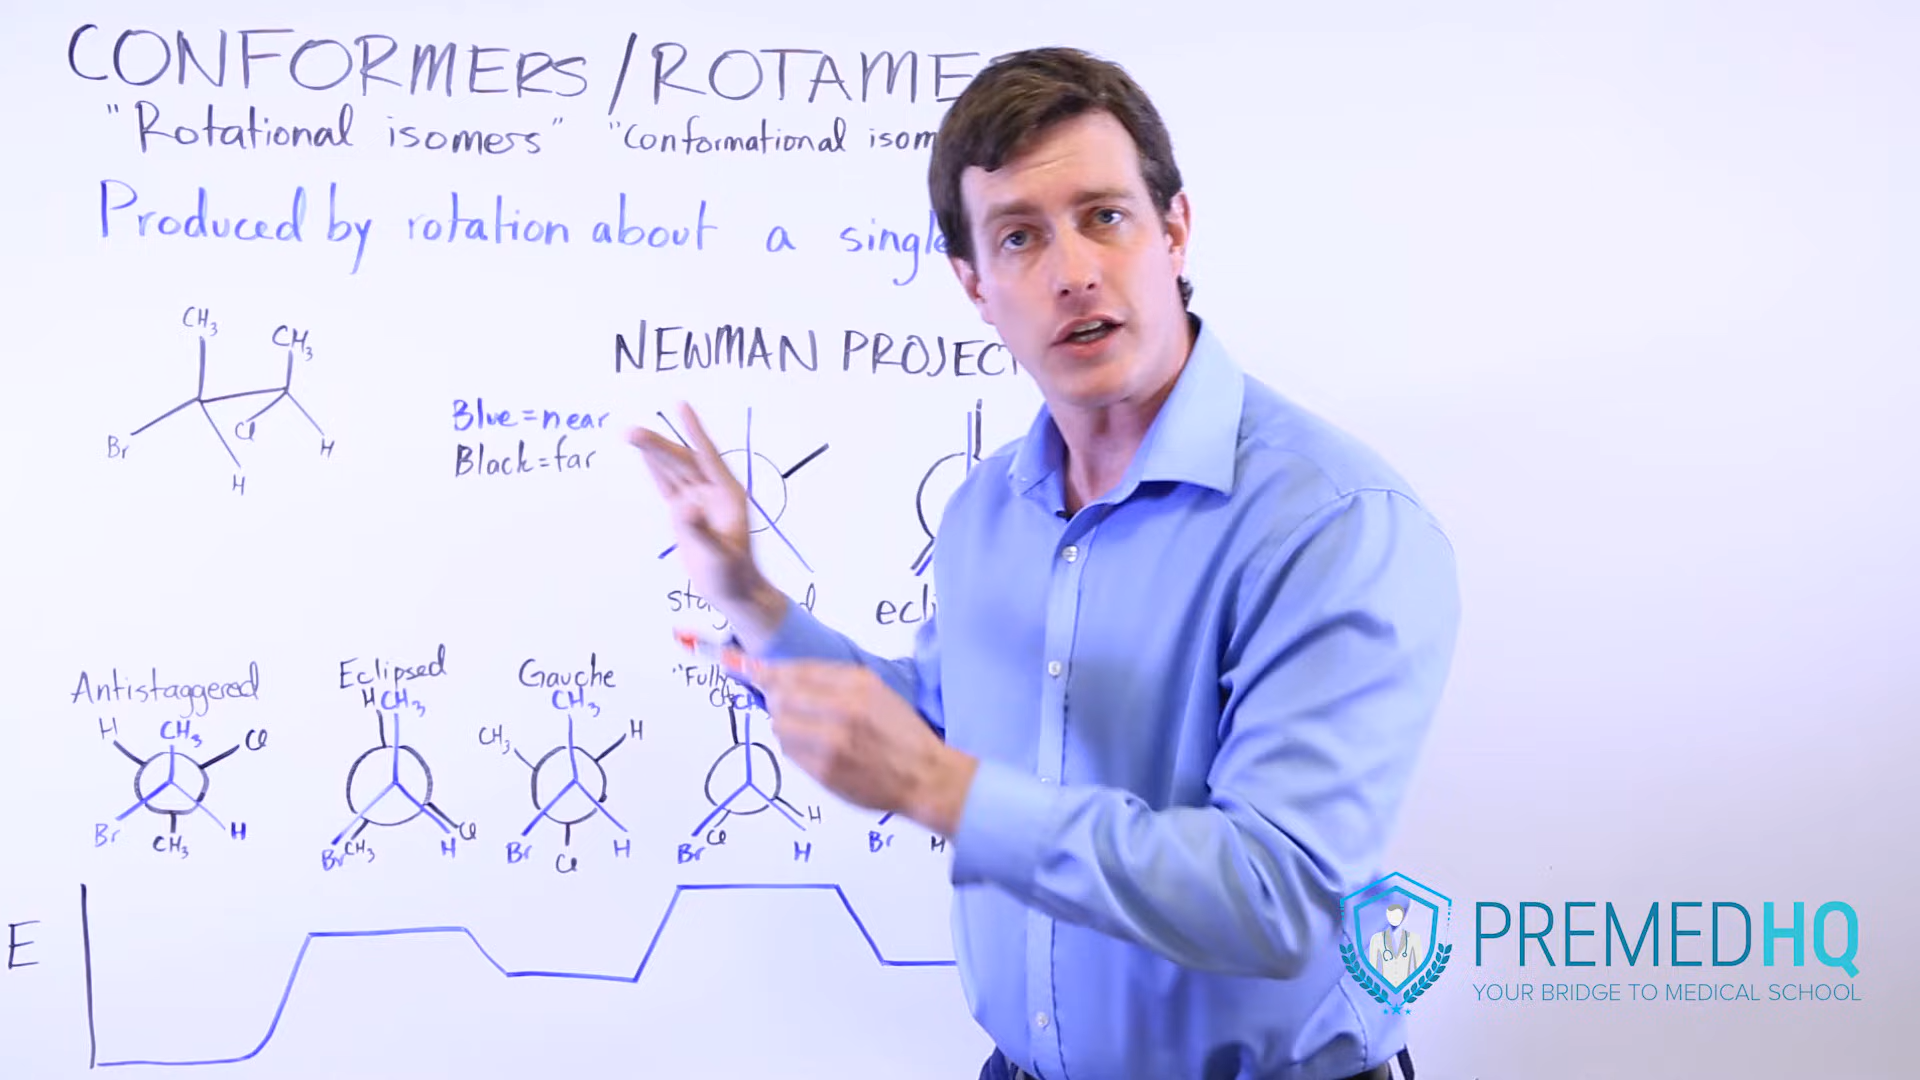 CONFORMERS/ROTAME
"Rotational isomers" "Conformational isom
Produced by rotation about a single
CH3
CH3
Br
Cl
H
H
NEWMAN PROJECT
Blue=near
Black=far
Antistaggered
H
CH3
Cl
Br
CH3
H
Eclipsed
H
CH3
Br
CH3
H
Cl
Gauche
CH3
CH3
H
Br
Cl
H
"Fully
CH3
CH3
Br
Cl
H
H
Br
H
E
PREMEDHQ
YOUR BRIDGE TO MEDICAL SCHOOL